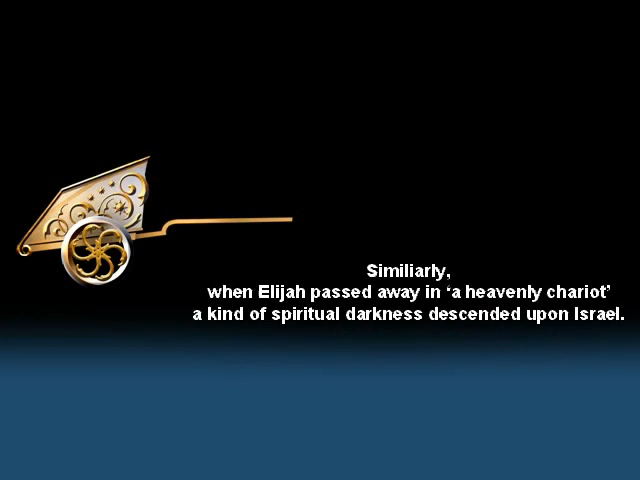 Similiarly,
when Elijah passed away in ‘a heavenly chariot’
a kind of spiritual darkness descended upon Israel.